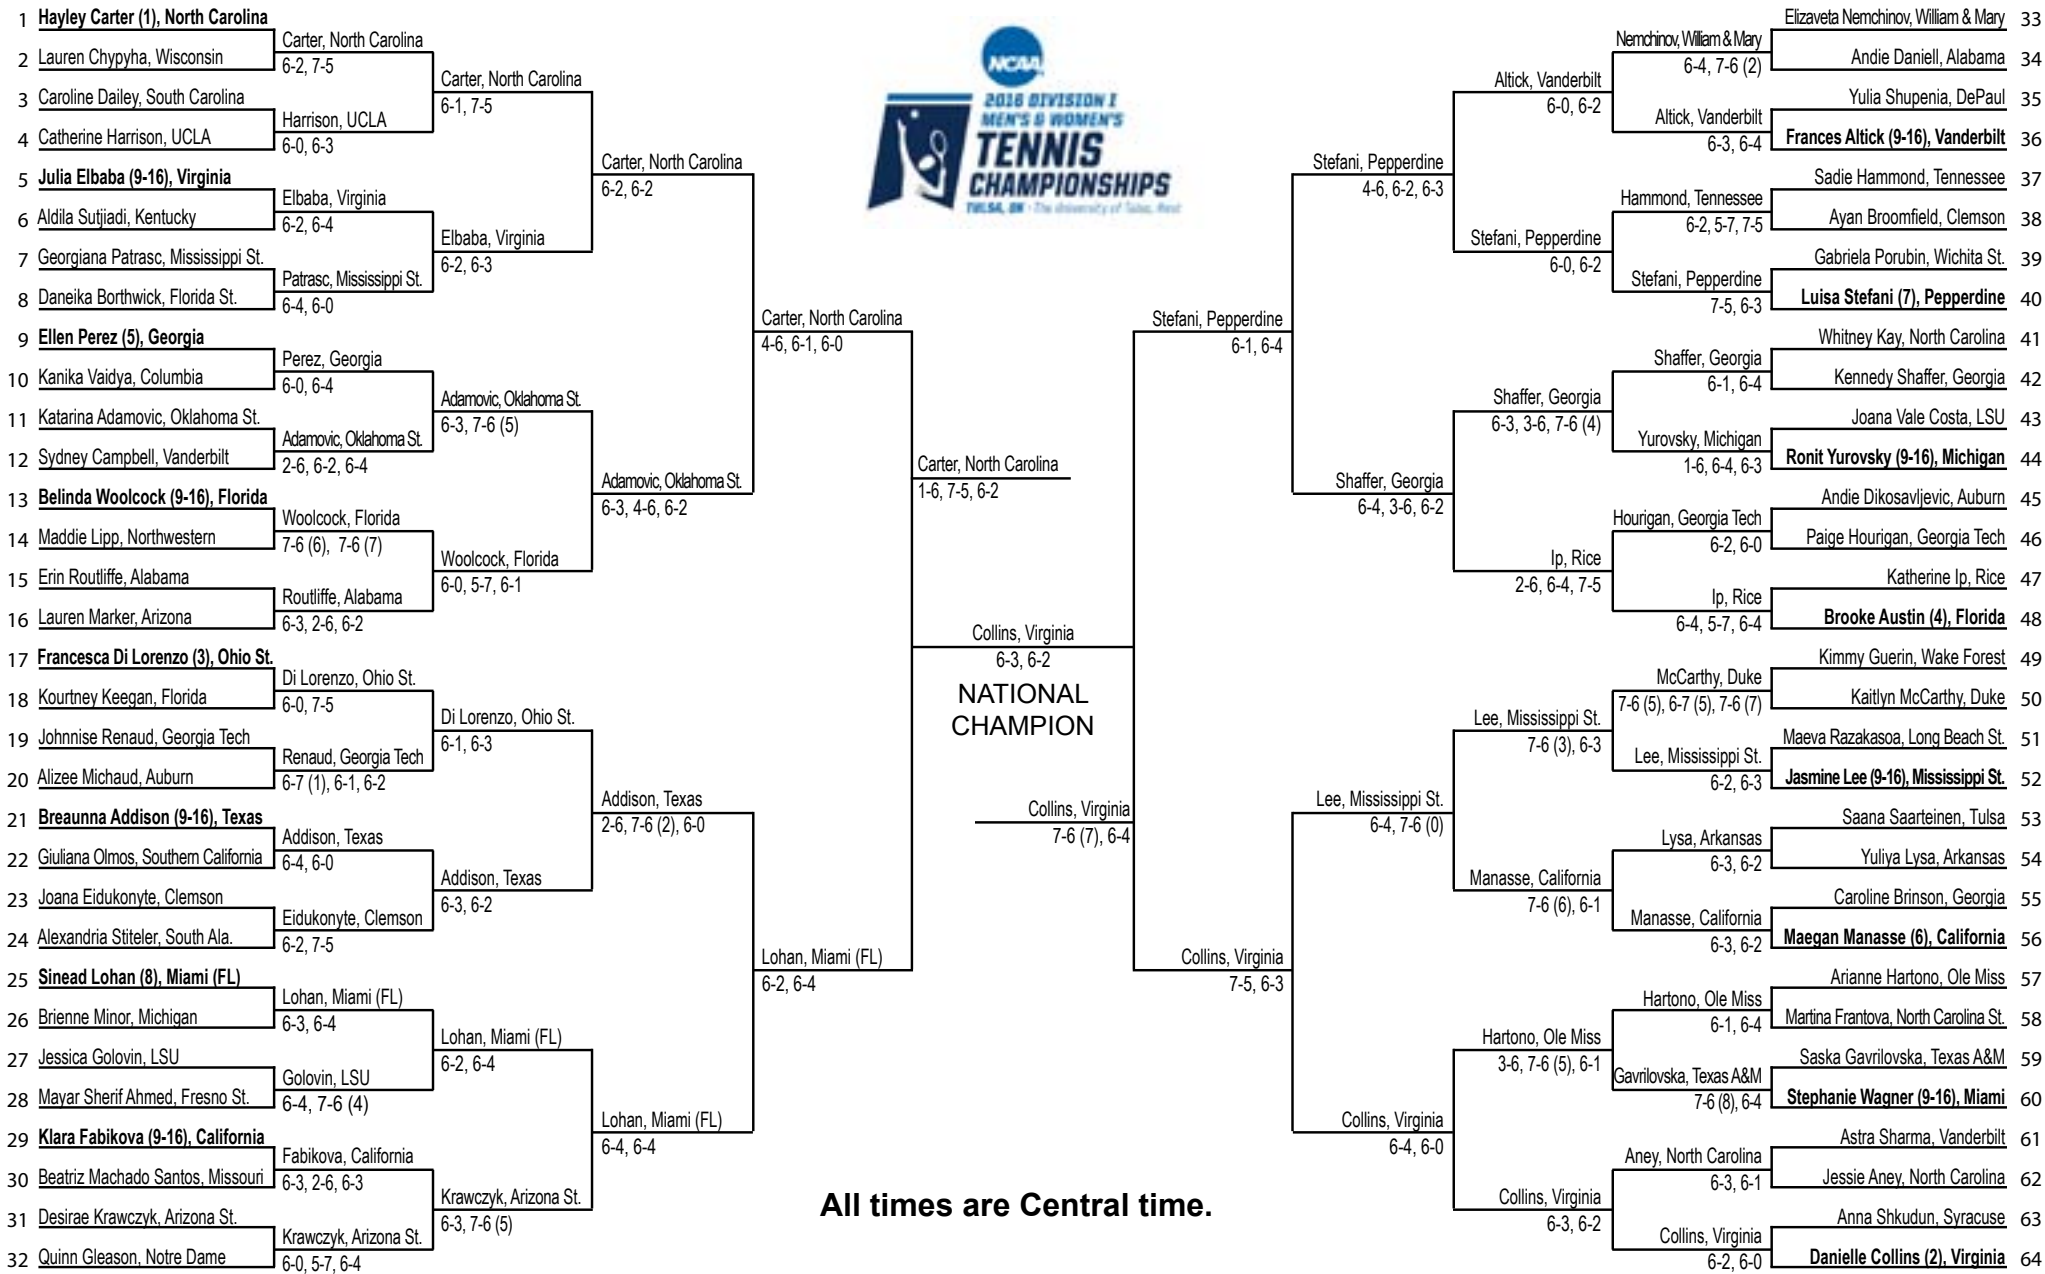 1 Hayley Carter (1), North Carolina
2 Lauren Chypyha, Wisconsin
3 Caroline Dailey, South Carolina
4 Catherine Harrison, UCLA
5 Julia Elbaba (9-16), Virginia
6 Aldila Sutjiadi, Kentucky
7 Georgiana Patrasc, Mississippi St.
8 Daneika Borthwick, Florida St.
9 Ellen Perez (5), Georgia
10 Kanika Vaidya, Columbia
11 Katarina Adamovic, Oklahoma St.
12 Sydney Campbell, Vanderbilt
13 Belinda Woolcock (9-16), Florida
14 Maddie Lipp, Northwestern
15 Erin Routliffe, Alabama
16 Lauren Marker, Arizona
17 Francesca Di Lorenzo (3), Ohio St.
18 Kourtney Keegan, Florida
19 Johnnise Renaud, Georgia Tech
20 Alizee Michaud, Auburn
21 Breaunna Addison (9-16), Texas
22 Giuliana Olmos, Southern California
23 Joana Eidukonyte, Clemson
24 Alexandria Stiteler, South Ala.
25 Sinead Lohan (8), Miami (FL)
26 Brienne Minor, Michigan
27 Jessica Golovin, LSU
28 Mayar Sherif Ahmed, Fresno St.
29 Klara Fabikova (9-16), California
30 Beatriz Machado Santos, Missouri
31 Desirae Krawczyk, Arizona St.
32 Quinn Gleason, Notre Dame
Carter, North Carolina
6-2, 7-5
Harrison, UCLA
6-0, 6-3
Elbaba, Virginia
6-2, 6-4
Patrasc, Mississippi St.
6-4, 6-0
Perez, Georgia
6-0, 6-4
Adamovic, Oklahoma St.
2-6, 6-2, 6-4
Woolcock, Florida
7-6 (6), 7-6 (7)
Routliffe, Alabama
6-3, 2-6, 6-2
Di Lorenzo, Ohio St.
6-0, 7-5
Renaud, Georgia Tech
6-7 (1), 6-1, 6-2
Addison, Texas
6-4, 6-0
Eidukonyte, Clemson
6-2, 7-5
Lohan, Miami (FL)
6-3, 6-4
Golovin, LSU
6-4, 7-6 (4)
Fabikova, California
6-3, 2-6, 6-3
Krawczyk, Arizona St.
6-0, 5-7, 6-4
Carter, North Carolina
6-1, 7-5
Elbaba, Virginia
6-2, 6-3
Adamovic, Oklahoma St.
6-3, 7-6 (5)
Woolcock, Florida
6-0, 5-7, 6-1
Di Lorenzo, Ohio St.
6-1, 6-3
Addison, Texas
6-3, 6-2
Lohan, Miami (FL)
6-2, 6-4
Krawczyk, Arizona St.
6-3, 7-6 (5)
Carter, North Carolina
6-2, 6-2
Adamovic, Oklahoma St.
6-3, 4-6, 6-2
Addison, Texas
2-6, 7-6 (2), 6-0
Lohan, Miami (FL)
6-4, 6-4
Carter, North Carolina
4-6, 6-1, 6-0
Lohan, Miami (FL)
6-2, 6-4
NCAA
2016 DIVISION I
MEN'S & WOMEN'S
TENNIS
CHAMPIONSHIPS
TULSA, OK - The University of Tulsa, Host
Carter, North Carolina
1-6, 7-5, 6-2
Collins, Virginia
6-3, 6-2
NATIONAL
CHAMPION
Collins, Virginia
7-6 (7), 6-4
All times are Central time.
Stefani, Pepperdine
6-1, 6-4
Collins, Virginia
7-5, 6-3
Stefani, Pepperdine
4-6, 6-2, 6-3
Shaffer, Georgia
6-4, 3-6, 6-2
Lee, Mississippi St.
6-4, 7-6 (0)
Collins, Virginia
6-4, 6-0
Altick, Vanderbilt
6-0, 6-2
Stefani, Pepperdine
6-0, 6-2
Shaffer, Georgia
6-3, 3-6, 7-6 (4)
Ip, Rice
2-6, 6-4, 7-5
Lee, Mississippi St.
7-6 (3), 6-3
Manasse, California
7-6 (6), 6-1
Hartono, Ole Miss
3-6, 7-6 (5), 6-1
Collins, Virginia
6-3, 6-2
Nemchinov, William & Mary
6-4, 7-6 (2)
Altick, Vanderbilt
6-3, 6-4
Hammond, Tennessee
6-2, 5-7, 7-5
Stefani, Pepperdine
7-5, 6-3
Shaffer, Georgia
6-1, 6-4
Yurovsky, Michigan
1-6, 6-4, 6-3
Hourigan, Georgia Tech
6-2, 6-0
Ip, Rice
6-4, 5-7, 6-4
McCarthy, Duke
7-6 (5), 6-7 (5), 7-6 (7)
Lee, Mississippi St.
6-2, 6-3
Lysa, Arkansas
6-3, 6-2
Manasse, California
6-3, 6-2
Hartono, Ole Miss
6-1, 6-4
Gavrilovska, Texas A&M
7-6 (8), 6-4
Aney, North Carolina
6-3, 6-1
Collins, Virginia
6-2, 6-0
Elizaveta Nemchinov, William & Mary 33
Andie Daniell, Alabama 34
Yulia Shupenia, DePaul 35
Frances Altick (9-16), Vanderbilt 36
Sadie Hammond, Tennessee 37
Ayan Broomfield, Clemson 38
Gabriela Porubin, Wichita St. 39
Luisa Stefani (7), Pepperdine 40
Whitney Kay, North Carolina 41
Kennedy Shaffer, Georgia 42
Joana Vale Costa, LSU 43
Ronit Yurovsky (9-16), Michigan 44
Andie Dikosavljevic, Auburn 45
Paige Hourigan, Georgia Tech 46
Katherine Ip, Rice 47
Brooke Austin (4), Florida 48
Kimmy Guerin, Wake Forest 49
Kaitlyn McCarthy, Duke 50
Maeva Razakasoa, Long Beach St. 51
Jasmine Lee (9-16), Mississippi St. 52
Saana Saarteinen, Tulsa 53
Yuliya Lysa, Arkansas 54
Caroline Brinson, Georgia 55
Maegan Manasse (6), California 56
Arianne Hartono, Ole Miss 57
Martina Frantova, North Carolina St. 58
Saska Gavrilovska, Texas A&M 59
Stephanie Wagner (9-16), Miami 60
Astra Sharma, Vanderbilt 61
Jessie Aney, North Carolina 62
Anna Shkudun, Syracuse 63
Danielle Collins (2), Virginia 64